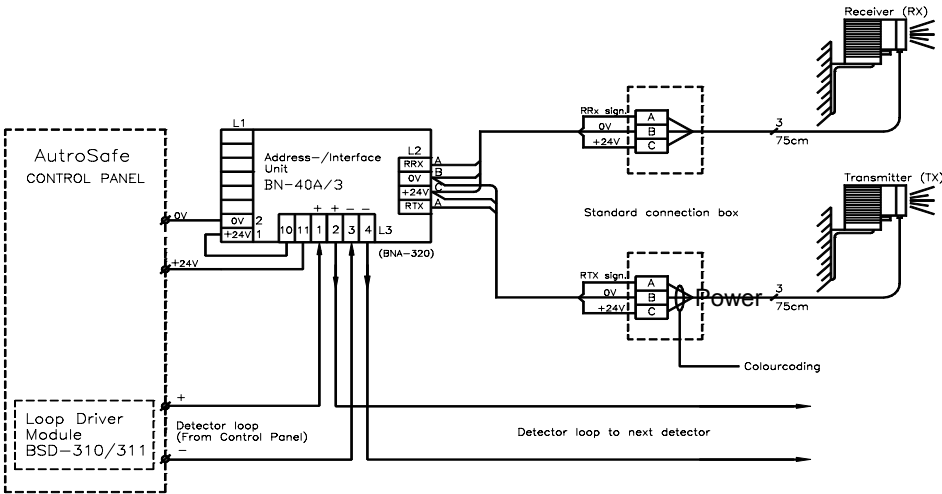 Receiver (RX)
RRx sign.
0V
+24V
A
B
C
3
75cm
L1
AutroSafe
CONTROL PANEL
Address-/Interface
Unit
BN-40A/3
L2
RRX
0V
+24V
RTX
A
B
C
A
0V
+24V
2
1
0V
+24V
+ + - -
10 11 1 2 3 4
L3
(BNA-320)
Standard connection box
Transmitter (TX)
RTX sign.
0V
+24V
A
B
C
Power
3
75cm
Colourcoding
+
-
Loop Driver
Module
BSD-310/311
Detector loop
(From Control Panel)
Detector loop to next detector